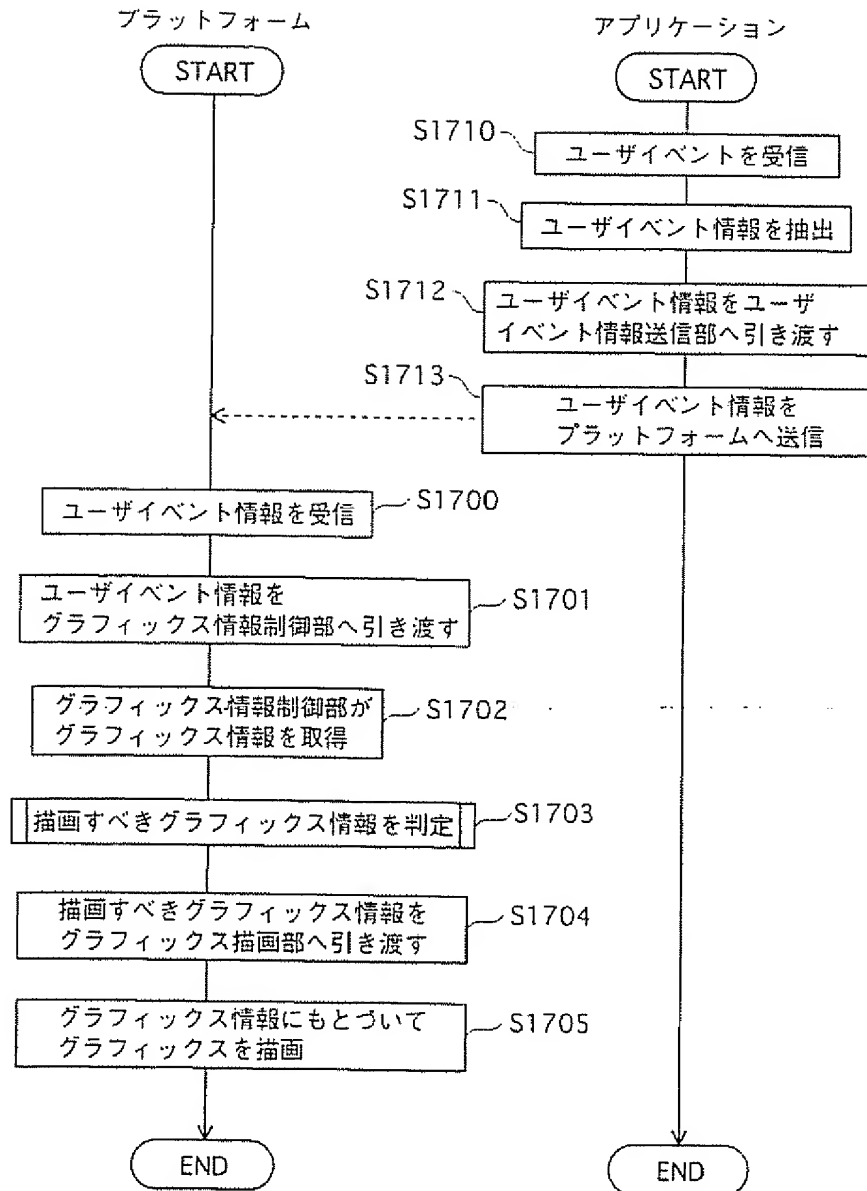 プラットフォーム
START
アプリケーション
START
S1710
ユーザイベントを受信
S1711
ユーザイベント情報を抽出
S1712
ユーザイベント情報をユーザ
イベント情報送信部へ引き渡す
S1713
ユーザイベント情報を
プラットフォームへ送信
ユーザイベント情報を受信
S1700
ユーザイベント情報を
グラフィックス情報制御部へ引き渡す
S1701
グラフィックス情報制御部が
グラフィックス情報を取得
S1702
描画すべきグラフィックス情報を判定
S1703
描画すべきグラフィックス情報を
グラフィックス描画部へ引き渡す
S1704
グラフィックス情報にもとづいて
グラフィックスを描画
S1705
END
END